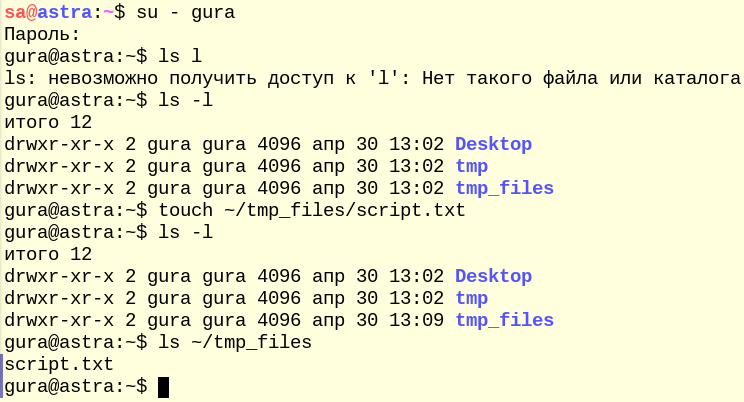 sa@astra:~$ su - gura
Пароль:
gura@astra:~$ ls l
ls: невозможно получить доступ к 'l': Нет такого файла или каталога
gura@astra:~$ ls -l
итого 12
drwxr-xr-x 2 gura gura 4096 апр 30 13:02 Desktop
drwxr-xr-x 2 gura gura 4096 апр 30 13:02 tmp
drwxr-xr-x 2 gura gura 4096 апр 30 13:02 tmp_files
gura@astra:~$ touch ~/tmp_files/script.txt
gura@astra:~$ ls -l
итого 12
drwxr-xr-x 2 gura gura 4096 апр 30 13:02 Desktop
drwxr-xr-x 2 gura gura 4096 апр 30 13:02 tmp
drwxr-xr-x 2 gura gura 4096 апр 30 13:09 tmp_files
gura@astra:~$ ls ~/tmp_files
script.txt
gura@astra:~$